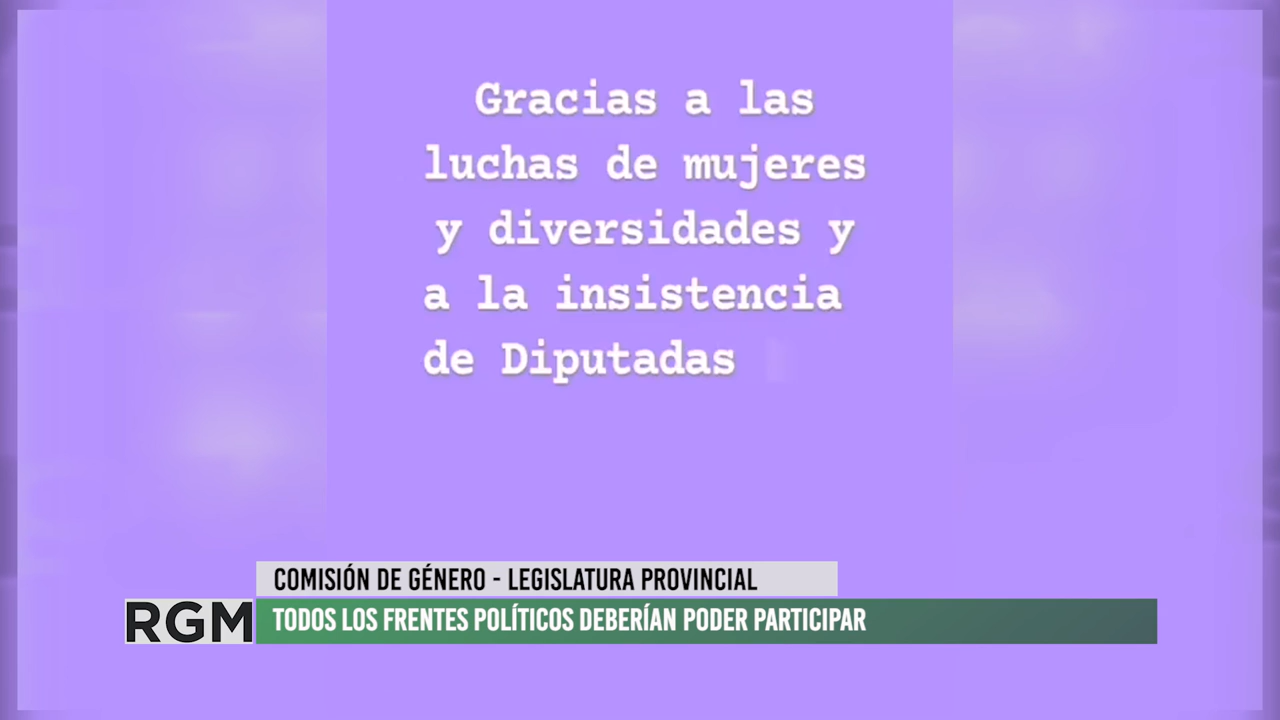 Gracias a las
luchas de mujeres
y diversidades y
a la insistencia
de Diputadas
COMISIÓN DE GÉNERO - LEGISLATURA PROVINCIAL
RGM
TODOS LOS FRENTES POLÍTICOS DEBERÍAN PODER PARTICIPAR